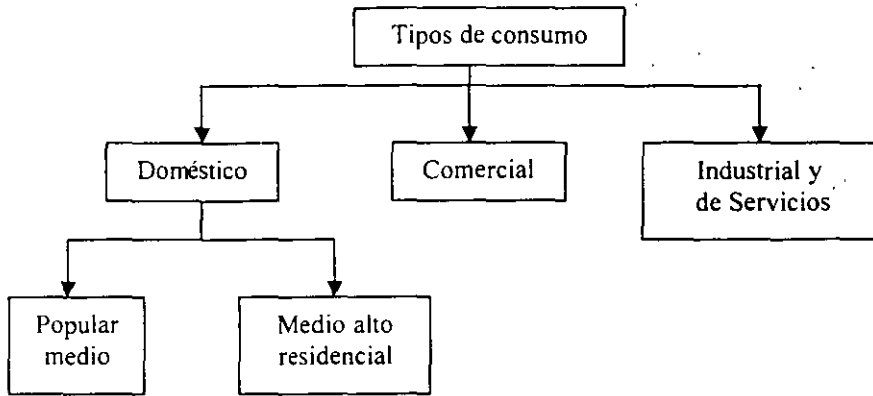 Tipos de consumo
Doméstico
Comercial
Industrial y
de Servicios
Popular
medio
Medio alto
residencial